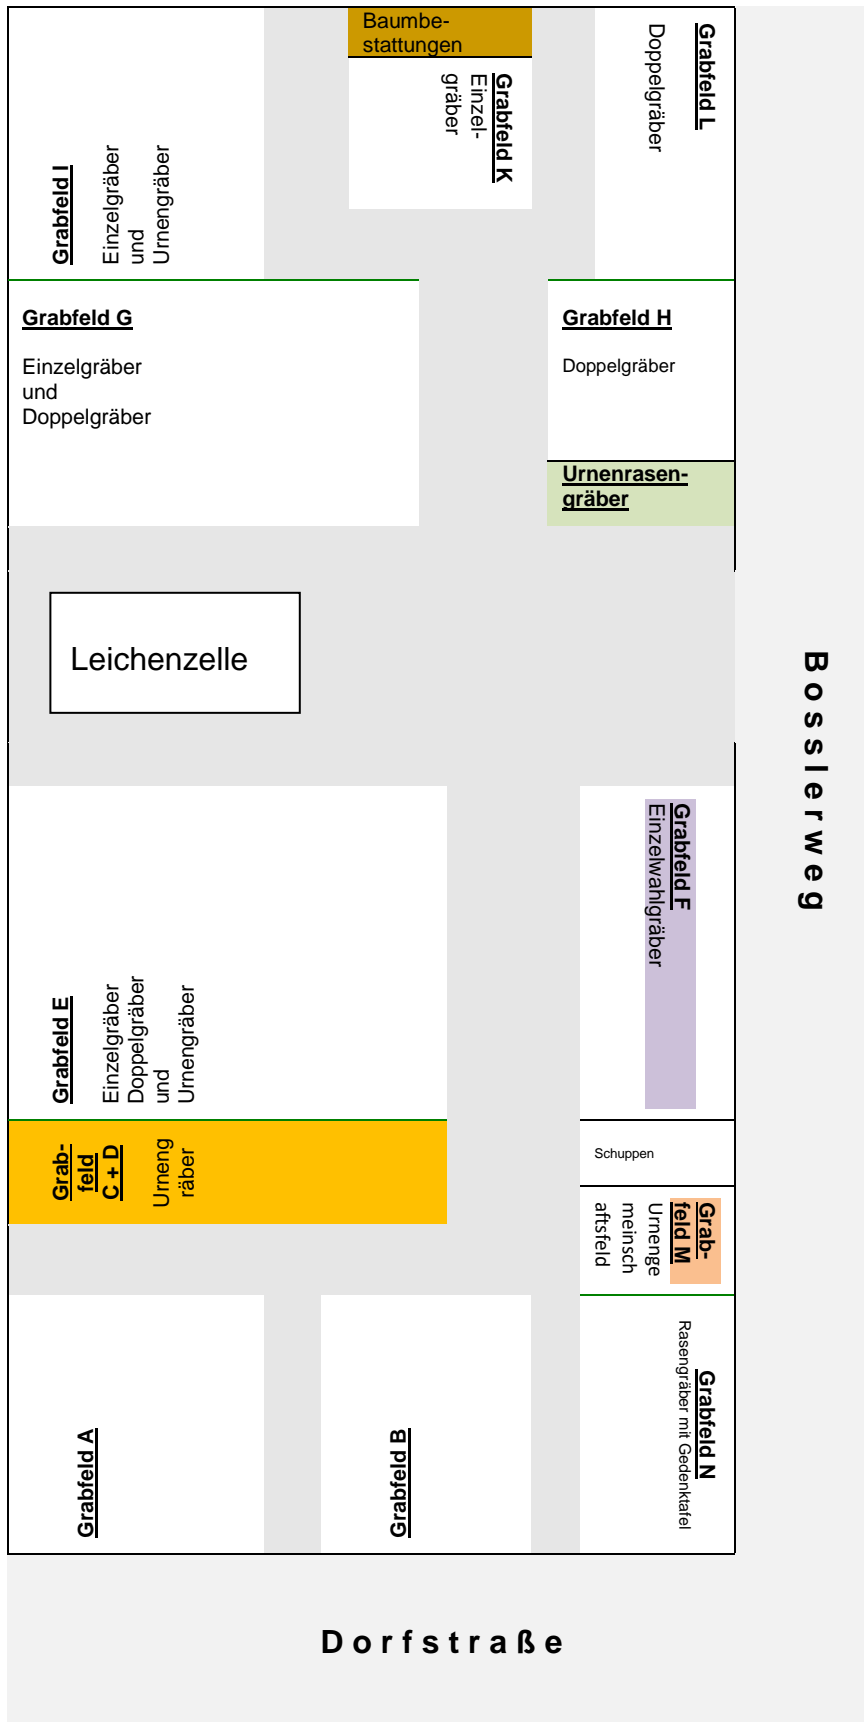 Baumbe-
stattungen
Grabfeld I
Einzelgräber
und
Urnengräber
Grabfeld K
Einzel-
gräber
Grabfeld L
Doppelgräber
Grabfeld G
Einzelgräber
und
Doppelgräber
Grabfeld H
Doppelgräber
Urnenrasen-
gräber
Leichenzelle
Bosslerweg
Grabfeld E
Einzelgräber
Doppelgräber
und
Urnengräber
Grabfeld F
Einzelwahlgräber
Grab-
feld
C + D
Urneng
räber
Schuppen
Grab-
feld M
Urnenge
meinsch
aftsfeld
Grabfeld A
Grabfeld B
Grabfeld N
Rasengräber mit Gedenktafel
Dorfstraße